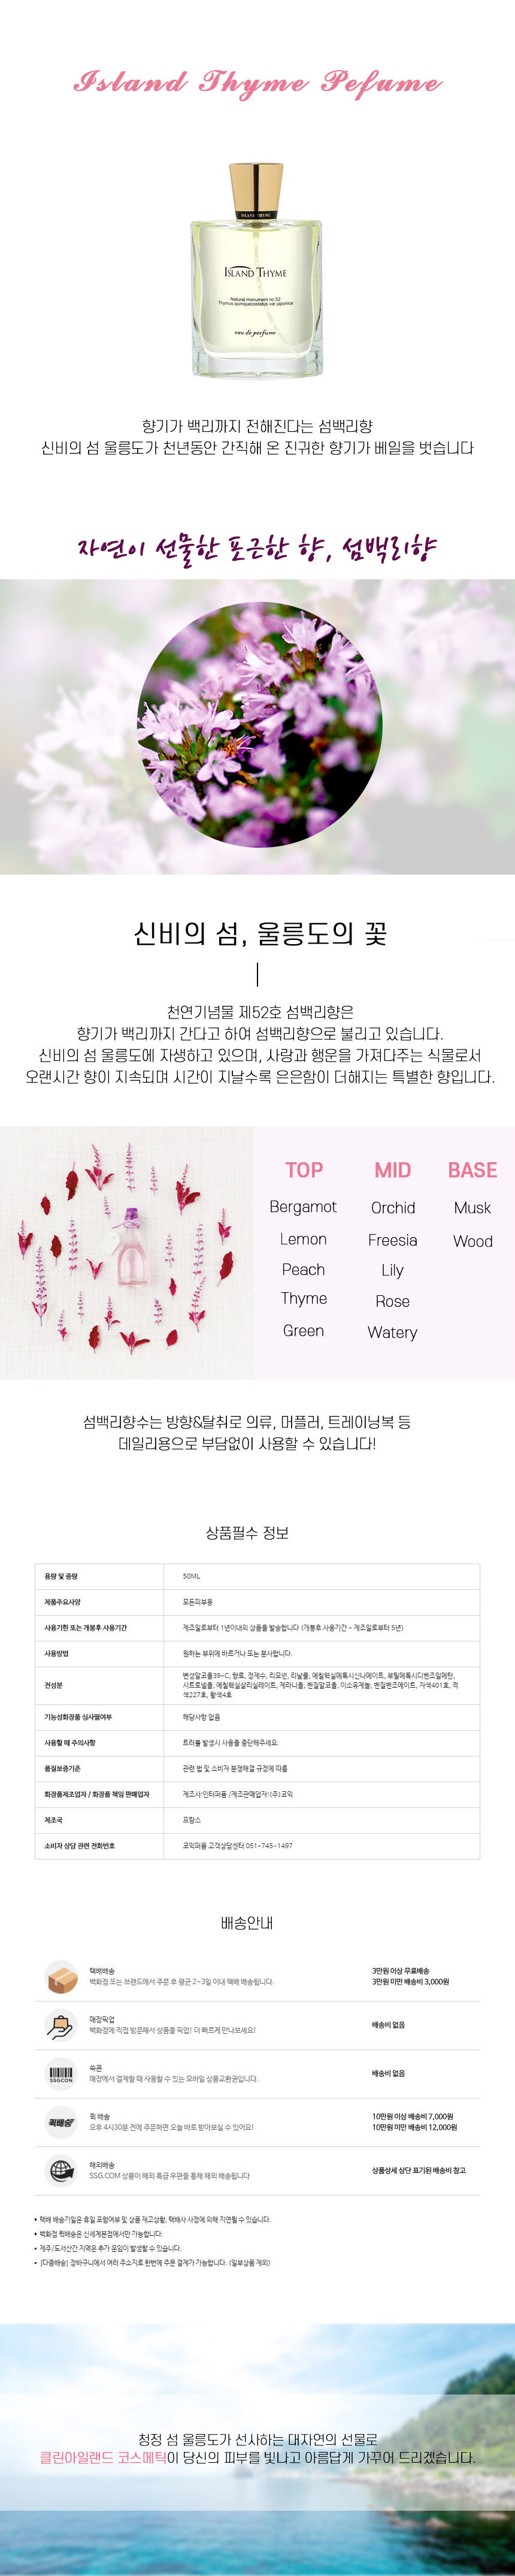 Island Thyme Pefume
ISLAND THYME
ISLAND THYME
Natural monument no.52
Thymus quinquecostatus var japonica
eau de perfume
향기가 백리까지 전해진다는 섬백리향
신비의 섬 울릉도가 천년동안 간직해 온 진귀한 향기가 베일을 벗습니다
자연이 선물한 포근한 향, 섬백리향
신비의 섬, 울릉도의 꽃
천연기념물 제52호 섬백리향은
향기가 백리까지 간다고 하여 섬백리향으로 불리고 있습니다.
신비의 섬 울릉도에 자생하고 있으며, 사랑과 행운을 가져다주는 식물로서
오랜시간 향이 지속되며 시간이 지날수록 은은함이 더해지는 특별한 향입니다.
TOP MID BASE
Bergamot Orchid Musk
Lemon Freesia Wood
Peach Lily
Thyme Rose
Green Watery
섬백리향수는 방향&탈취로 의류, 머플러, 트레이닝복 등
데일리용으로 부담없이 사용할 수 있습니다!
상품필수 정보
용량 및 중량 50ML
제품주요사양 모든피부용
사용기한 또는 개봉후 사용기간 제조일로부터 1년이내의 상품을 발송합니다 (개봉후 사용기간 - 제조일로부터 5년)
사용방법 원하는 부위에 바르거나 또는 분사합니다.
전성분 변성알코올39-C, 향료, 정제수, 리모넨, 리날룰, 에칠헥실메톡시신나메이트, 부틸메톡시디벤조일메탄,
시트로넬올, 에칠헥실살리실레이트, 제라니올, 벤질알코올, 이소유제놀, 벤질벤조에이트, 자색401호, 적
색227호, 황색4호
기능성화장품 심사필여부 해당사항 없음
사용할 때 주의사항 트러블 발생시 사용을 중단해주세요.
품질보증기준 관련 법 및 소비자 분쟁해결 규정에 따름
화장품제조업자 / 화장품 책임 판매업자 제조사:인터퍼퓸 /제조판매업자:(주)코익
제조국 프랑스
소비자 상담 관련 전화번호 코익퍼퓸 고객상담센터 051-745-1497
배송안내
택배배송
백화점 또는 브랜드에서 주문 후 평균 2~3일 이내 택배 배송됩니다.
3만원 이상 무료배송
3만원 미만 배송비 3,000원
매장픽업
백화점에 직접 방문해서 상품을 픽업! 더 빠르게 만나보세요!
배송비 없음
SSGCON
쓱콘
매장에서 결제할 때 사용할 수 있는 모바일 상품교환권입니다.
배송비 없음
퀵배송
퀵 배송
오후 4시30분 전에 주문하면 오늘 바로 받아보실 수 있어요!
10만원 이상 배송비 7,000원
10만원 미만 배송비 12,000원
해외배송
SSG.COM 상품이 해외 특급 우편을 통해 해외 배송됩니다
상품상세 상단 표기된 배송비 참고
• 택배 배송기일은 휴일 포함여부 및 상품 재고상황, 택배사 사정에 의해 지연될 수 있습니다.
• 백화점 퀵배송은 신세계본점에서만 가능합니다.
• 제주/도서산간 지역은 추가 운임이 발생할 수 있습니다.
• [다중배송] 장바구니에서 여러 주소지로 한번에 주문 결제가 가능합니다. (일부상품 제외)
청정 섬 울릉도가 선사하는 대자연의 선물로
클린아일랜드 코스메틱이 당신의 피부를 빛나고 아름답게 가꾸어 드리겠습니다.